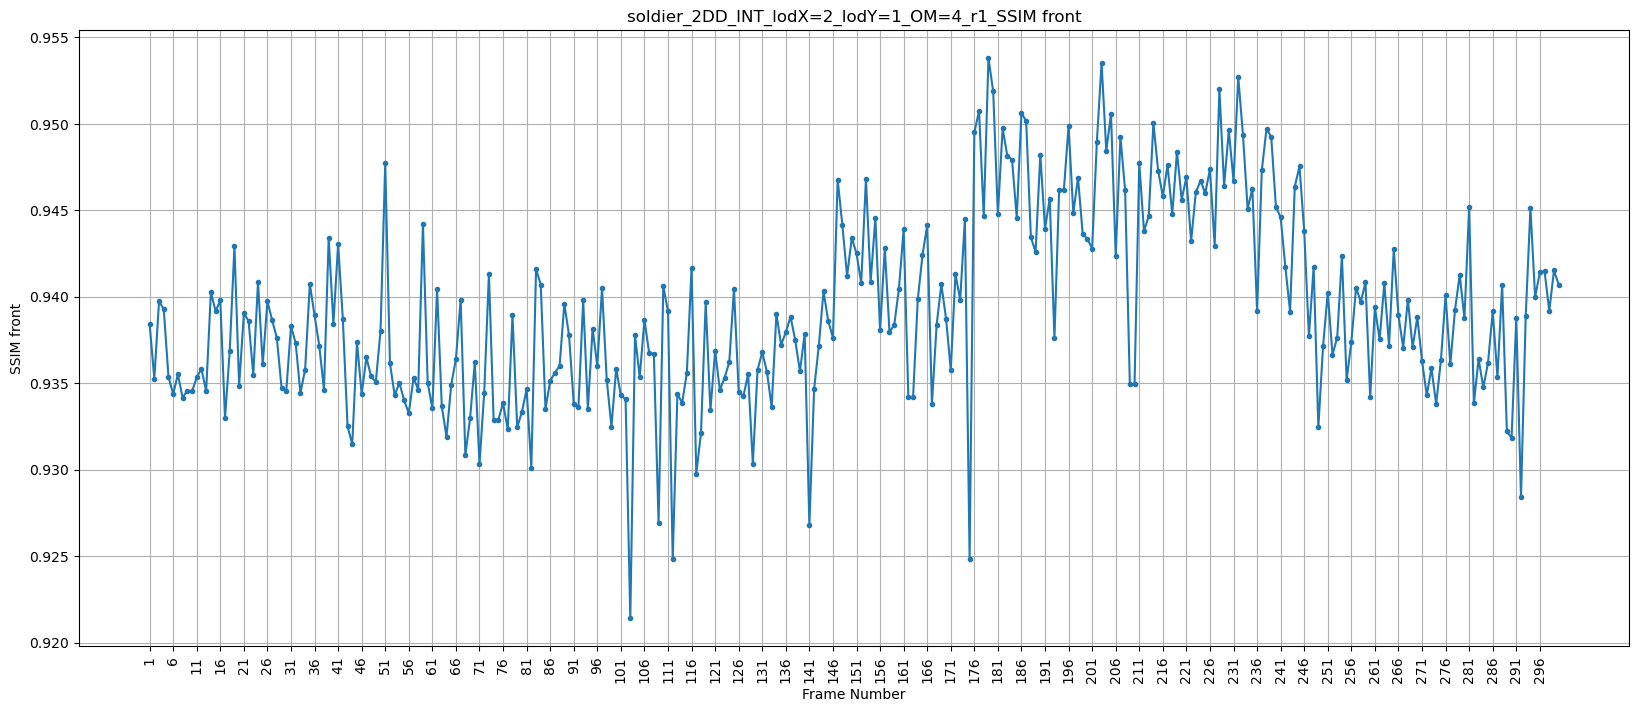 soldier_2DD_INT_lodX=2_lodY=1_OM=4_r1_SSIM front
SSIM front
0.955
0.950
0.945
0.940
0.935
0.930
0.925
0.920
1 6 11 16 21 26 31 36 41 46 51 56 61 66 71 76 81 86 91 96 101 106 111 116 121 126 131 136 141 146 151 156 161 166 171 176 181 186 191 196 201 206 211 216 221 226 231 236 241 246 251 256 261 266 271 276 281 286 291 296
Frame Number